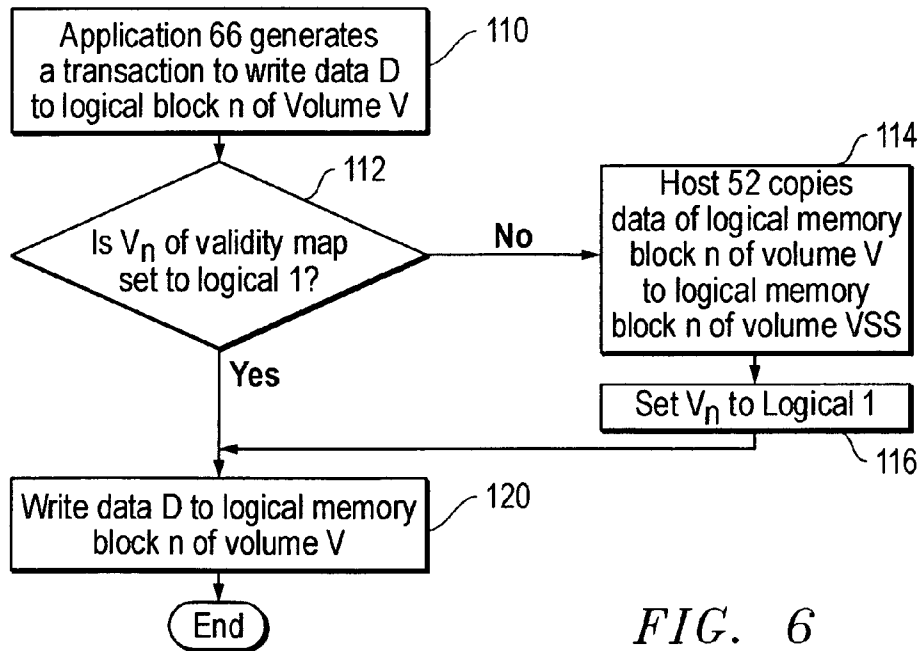 Application 66 generates
a transaction to write data D
to logical block n of Volume V
110
112
Is Vn of validity map
set to logical 1?
No
Yes
114
Host 52 copies
data of logical memory
block n of volume V
to logical memory
block n of volume VSS
Set Vn to Logical 1
116
120
Write data D to logical memory
block n of volume V
End
FIG. 6